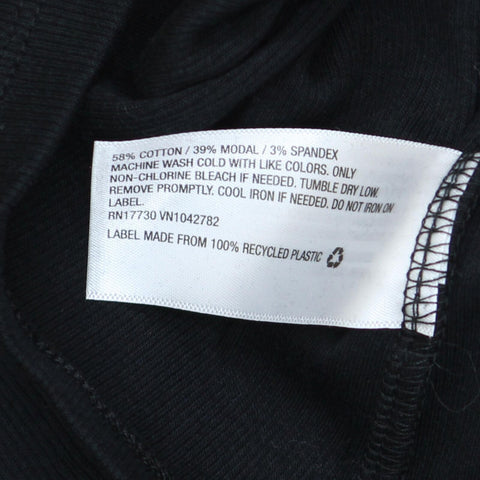 58% COTTON / 39% MODAL / 3% SPANDEX
MACHINE WASH COLD WITH LIKE COLORS. ONLY
NON-CHLORINE BLEACH IF NEEDED. TUMBLE DRY LOW.
REMOVE PROMPTLY. COOL IRON IF NEEDED. DO NOT IRON ON
LABEL.
RN17730 VN1042782
LABEL MADE FROM 100% RECYCLED PLASTIC